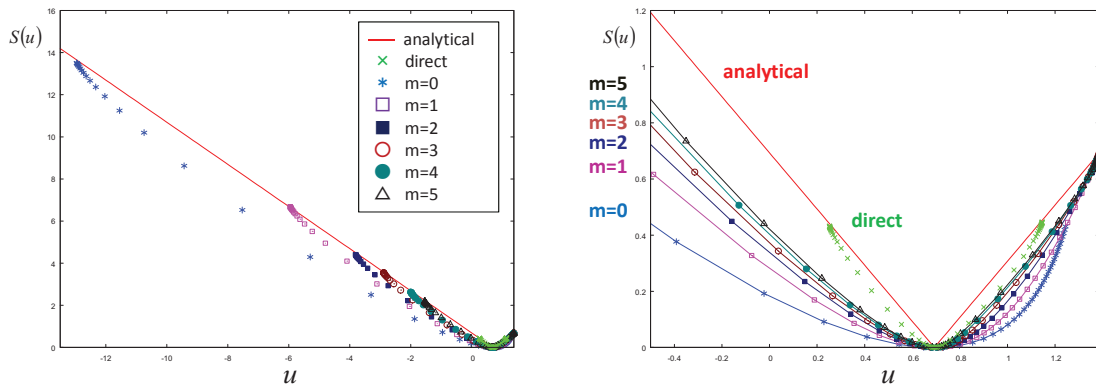 S(u)
16
14
12
10
8
6
4
2
0
-12
-10
-8
-6
-4
-2
0
u
analytical
direct
m=0
m=1
m=2
m=3
m=4
m=5
S(u)
1.2
1
0.8
0.6
0.4
0.2
0
-0.4
-0.2
0
0.2
0.4
0.6
0.8
1
1.2
u
m=5
m=4
m=3
m=2
m=1
m=0
analytical
direct